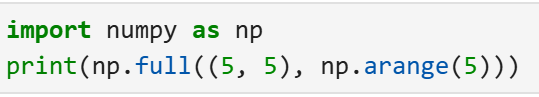 import numpy as np
print(np.full((5, 5), np.arange(5)))